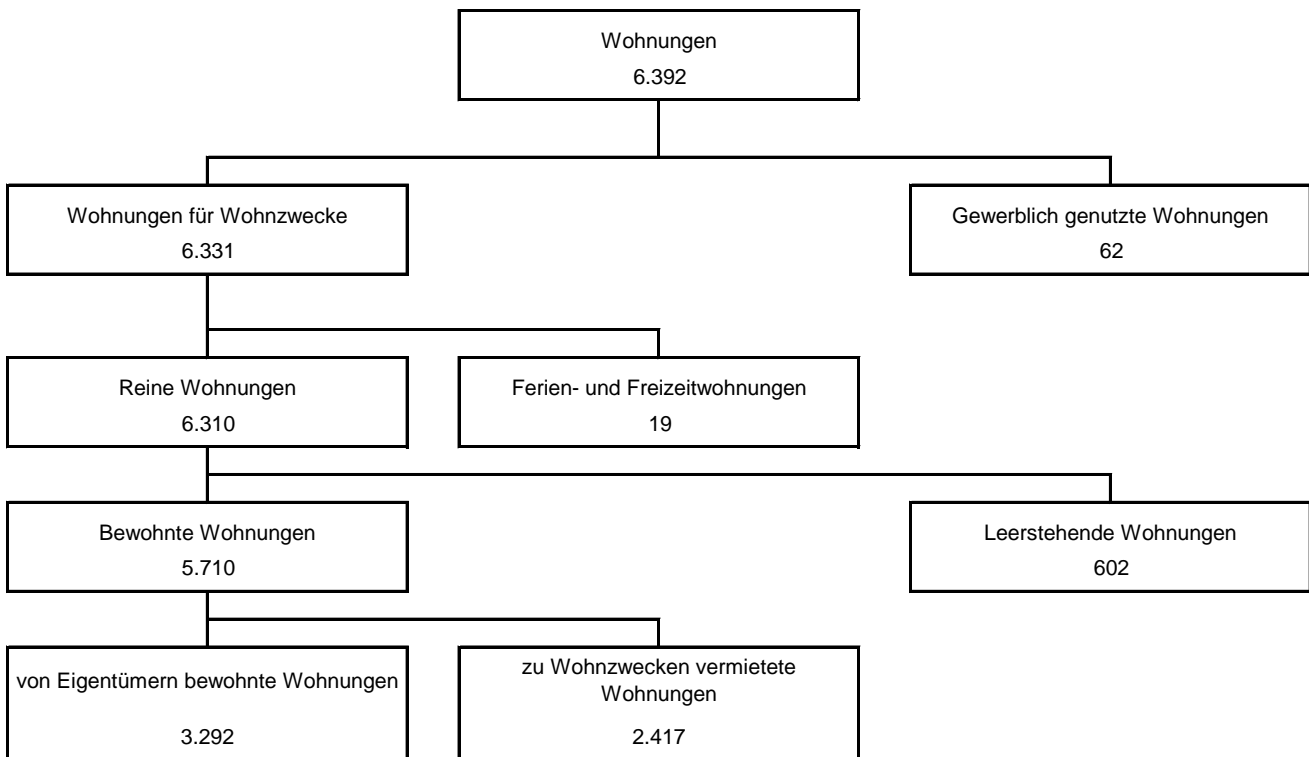 Wohnungen
6.392
Wohnungen für Wohnzwecke
6.331
Gewerblich genutzte Wohnungen
62
Reine Wohnungen
6.310
Ferien- und Freizeitwohnungen
19
Bewohnte Wohnungen
5.710
Leerstehende Wohnungen
602
von Eigentümern bewohnte Wohnungen
3.292
zu Wohnzwecken vermietete
Wohnungen
2.417